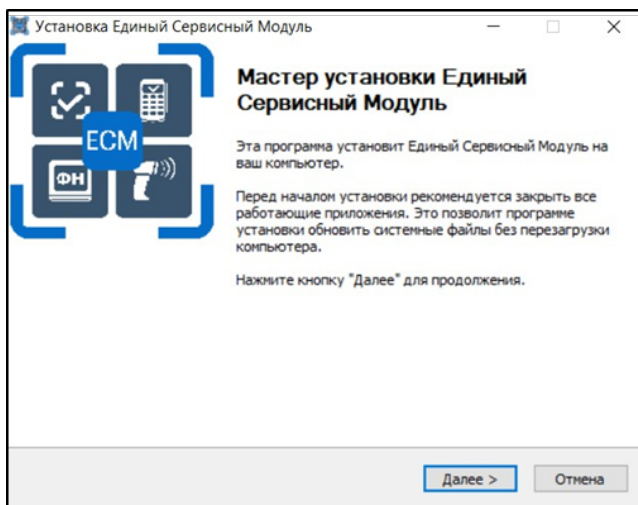 Установка Единый Сервисный Модуль
ЕСМ
ФН
Мастер установки Единый
Сервисный Модуль
Эта программа установит Единый Сервисный Модуль на
ваш компьютер.
Перед началом установки рекомендуется закрыть все
работающие приложения. Это позволит программе
установки обновить системные файлы без перезагрузки
компьютера.
Нажмите кнопку "Далее" для продолжения.
Далее >
Отмена